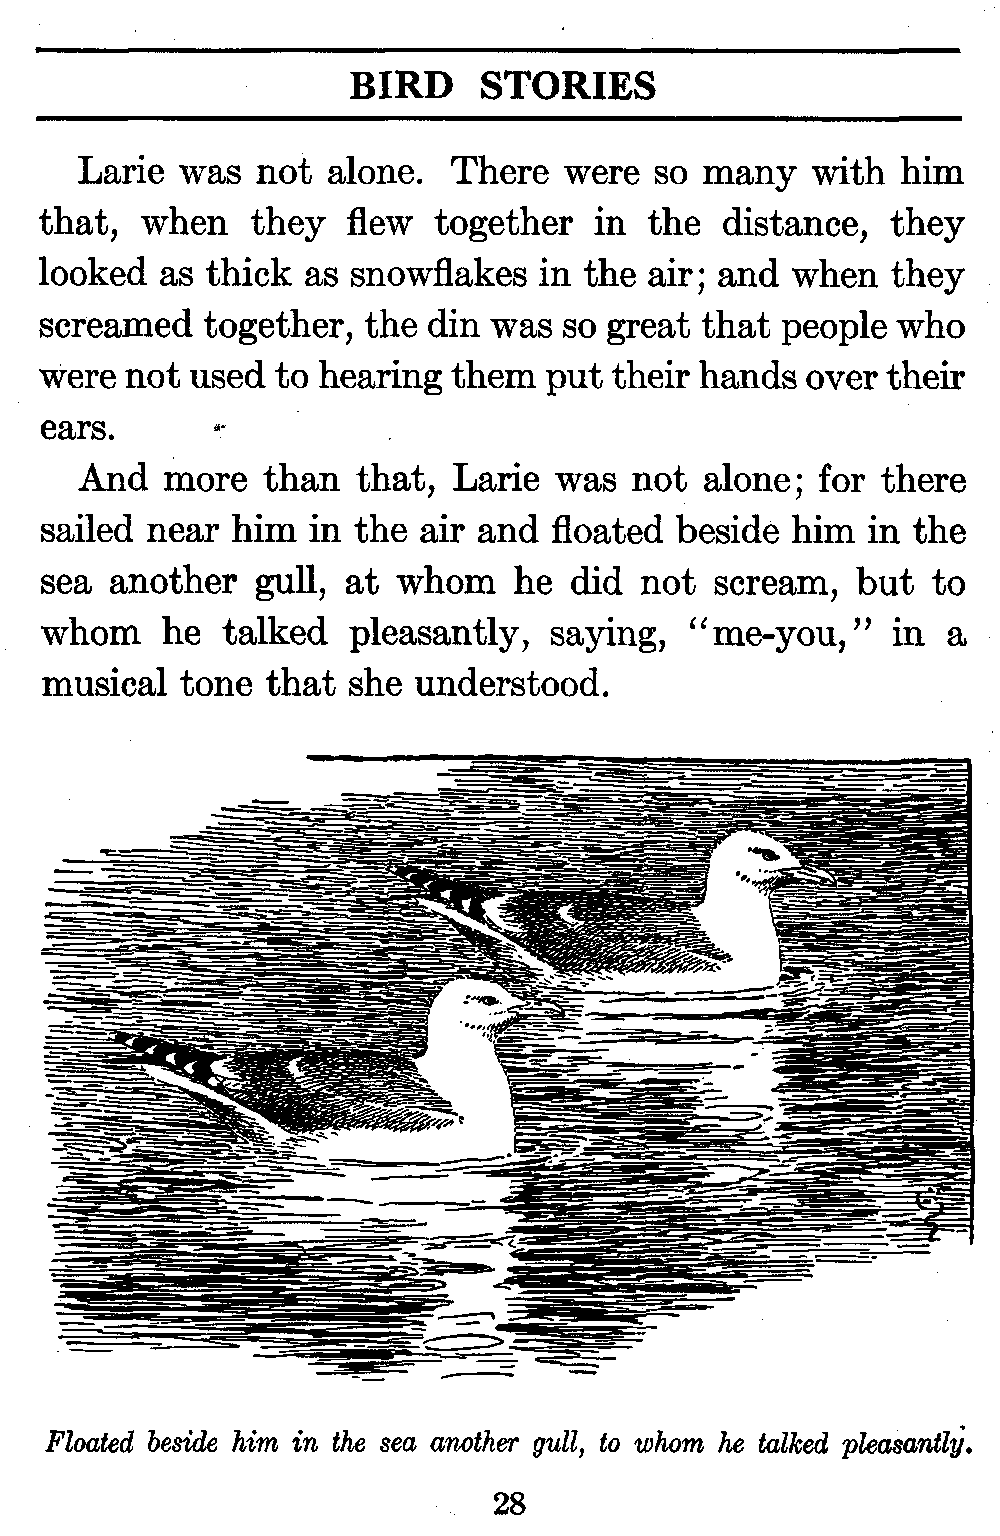 BIRD STORIES
Larie was not alone. There were so many with him
that, when they flew together in the distance, they
looked as thick as snowflakes in the air; and when they
screamed together, the din was so great that people who
were not used to hearing them put their hands over their
ears.
And more than that, Larie was not alone; for there
sailed near him in the air and floated beside him in the
sea another gull, at whom he did not scream, but to
whom he talked pleasantly, saying, “me-you,” in a
musical tone that she understood.
Floated beside him in the sea another gull, to whom he talked pleasantly.
28